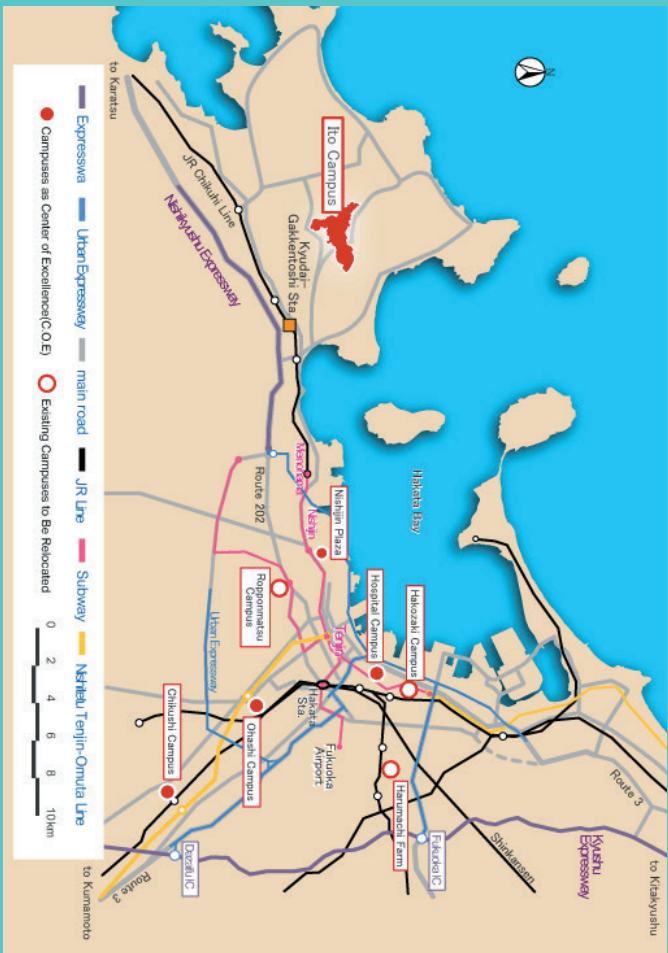 N
to Kitakyushu
Route 3
Kyushu
Expressway
Shinkansen
Fukuoka IC
Hakata Bay
Hakozaki Campus
Harumachi Farm
Hospital Campus
Ito Campus
Kyudai-
Gakkentoshi Sta.
Nishijin Plaza
Tenjin
Nishijin
Hakata
Sta.
Fukuoka
Airport
JR Chikuhi Line
Nishikyushu Expressway
Route 202
Ropponmatsu
Campus
Ohashi Campus
Urban Expressway
Dazaifu IC
Chikushi Campus
Route 3
to Karatsu
to Kumamoto
Expresswa
Urban Expressway
main road
JR Line
Subway
Nishitetu Tenjin-Omuta Line
Campuses as Center of Excellence(C.O.E)
Existing Campuses to Be Relocated
0 2 4 6 8 10km